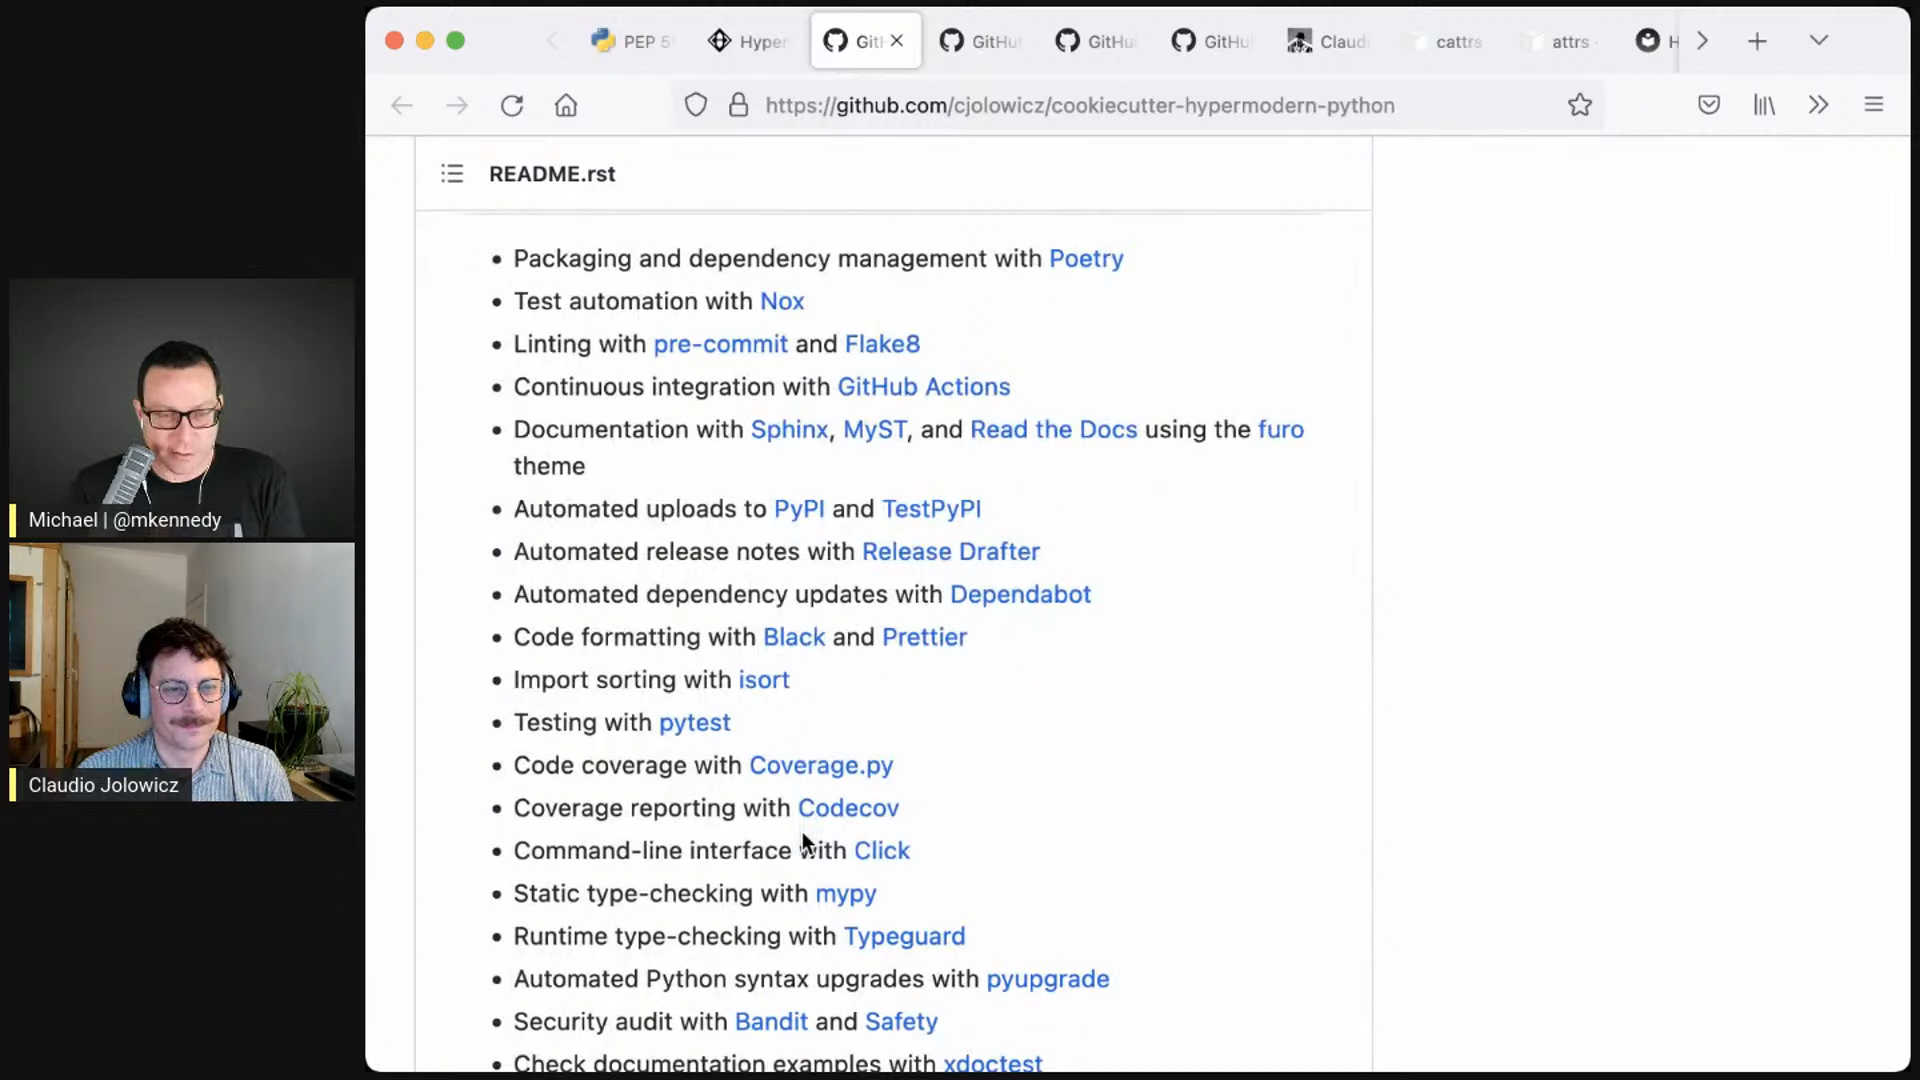 PEP 5
Hyper
Git
GitHu
GitHu
GitHu
Claudi
cattrs
attrs
H
https://github.com/cjolowicz/cookiecutter-hypermodern-python
README.rst
• Packaging and dependency management with Poetry
• Test automation with Nox
• Linting with pre-commit and Flake8
• Continuous integration with GitHub Actions
• Documentation with Sphinx, MyST, and Read the Docs using the furo
theme
• Automated uploads to PyPI and TestPyPI
• Automated release notes with Release Drafter
• Automated dependency updates with Dependabot
• Code formatting with Black and Prettier
• Import sorting with isort
• Testing with pytest
• Code coverage with Coverage.py
• Coverage reporting with Codecov
• Command-line interface with Click
• Static type-checking with mypy
• Runtime type-checking with Typeguard
• Automated Python syntax upgrades with pyupgrade
• Security audit with Bandit and Safety
• Check documentation examples with xdoctest
Michael | @mkennedy
Claudio Jolowicz